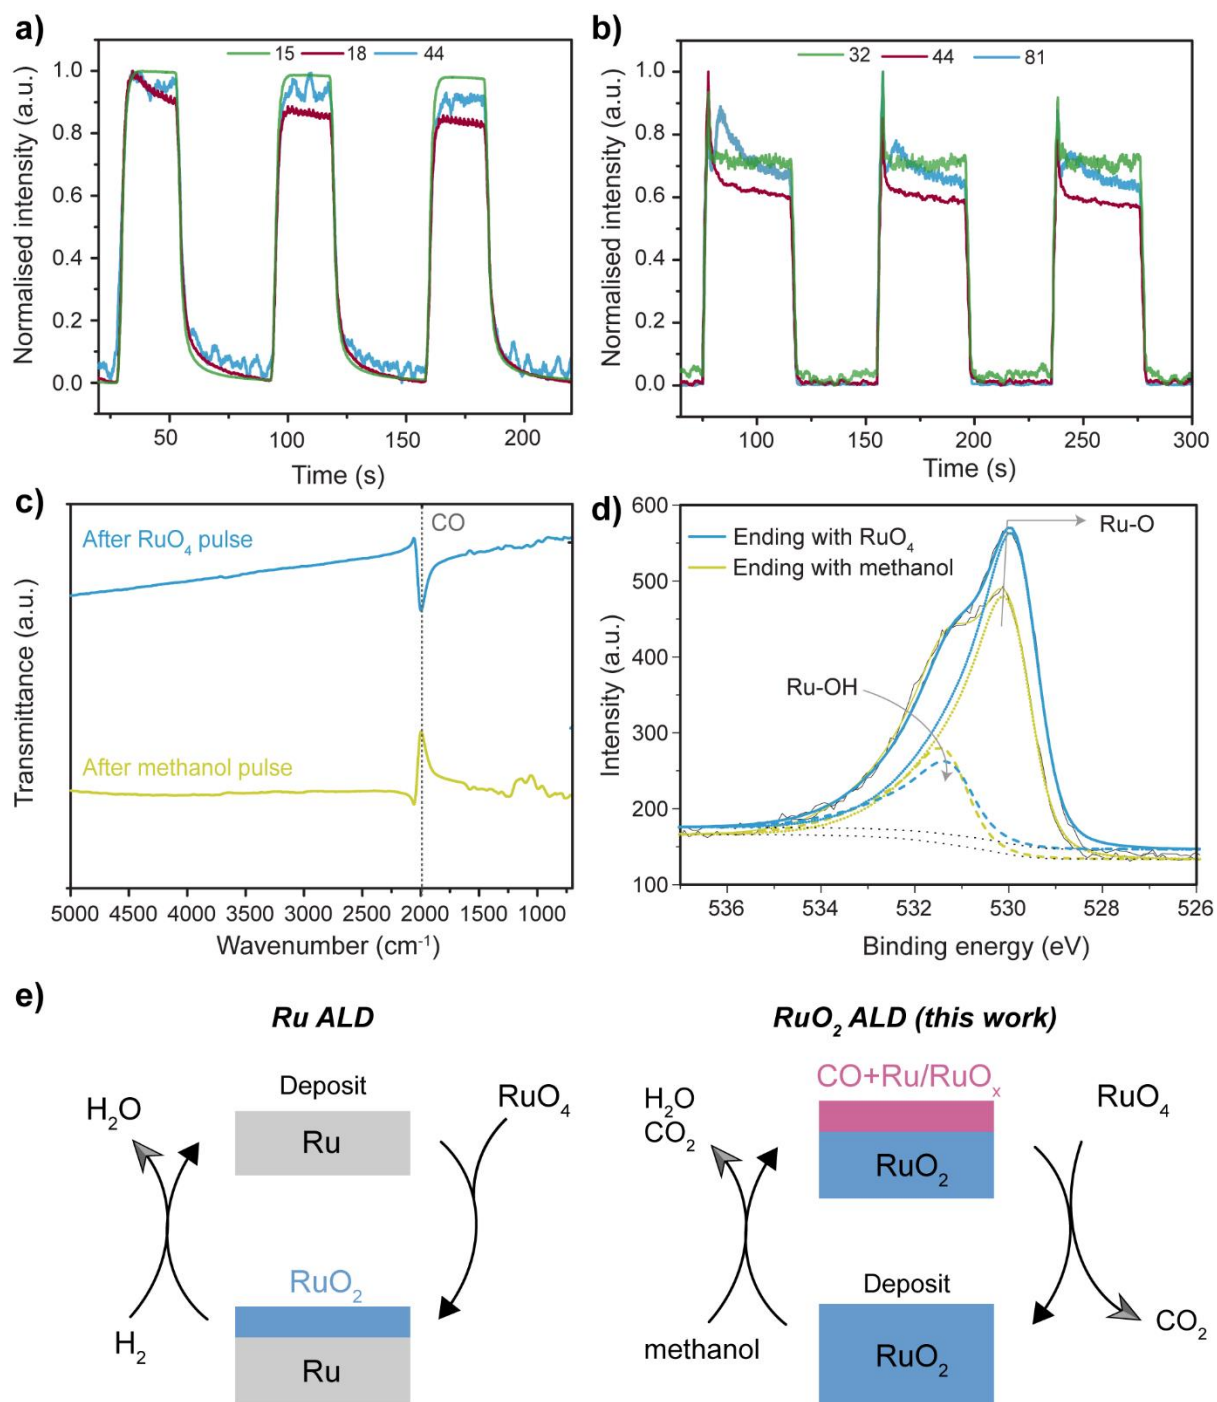 a)
15 18 44
Normalised intensity (a.u.)
1.0
0.8
0.6
0.4
0.2
0.0
50 100 150 200
Time (s)
b)
32 44 81
Normalised intensity (a.u.)
1.0
0.8
0.6
0.4
0.2
0.0
100 150 200 250 300
Time (s)
c)
CO
After RuO₄ pulse
After methanol pulse
Transmittance (a.u.)
5000 4500 4000 3500 3000 2500 2000 1500 1000
Wavenumber (cm⁻¹)
d)
Ending with RuO₄
Ending with methanol
Ru-O
Ru-OH
Intensity (a.u.)
600
500
400
300
200
100
536 534 532 530 528 526
Binding energy (eV)
e)
Ru ALD
Deposit
Ru
H₂O
RuO₄
RuO₂
Ru
H₂
RuO₂ ALD (this work)
CO+Ru/RuOₓ
RuO₂
H₂O
CO₂
RuO₄
Deposit
RuO₂
methanol
CO₂